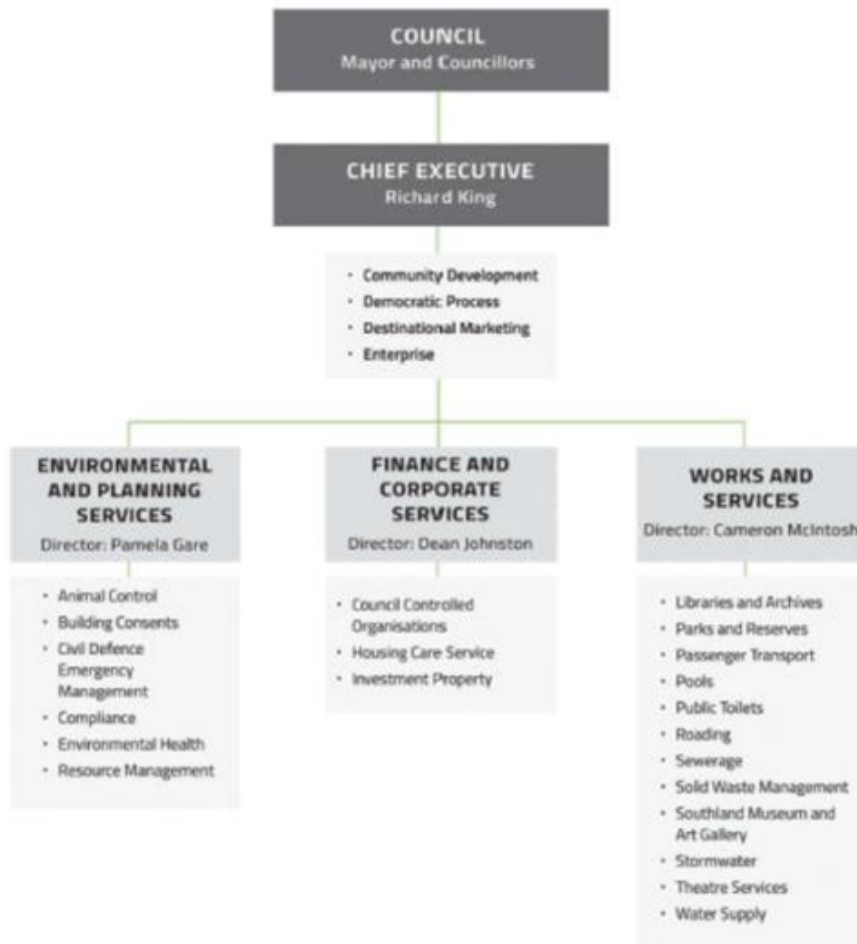 COUNCIL
Mayor and Councillors
CHIEF EXECUTIVE
Richard King
• Community Development
• Democratic Process
• Destinational Marketing
• Enterprise
ENVIRONMENTAL
AND PLANNING
SERVICES
Director: Pamela Gare
• Animal Control
• Building Consents
• Civil Defence
Emergency
Management
• Compliance
• Environmental Health
• Resource Management
FINANCE AND
CORPORATE
SERVICES
Director: Dean Johnston
• Council Controlled
Organisations
• Housing Care Service
• Investment Property
WORKS AND
SERVICES
Director: Cameron McIntosh
• Libraries and Archives
• Parks and Reserves
• Passenger Transport
• Pools
• Public Toilets
• Roading
• Sewerage
• Solid Waste Management
• Southland Museum and
Art Gallery
• Stormwater
• Theatre Services
• Water Supply